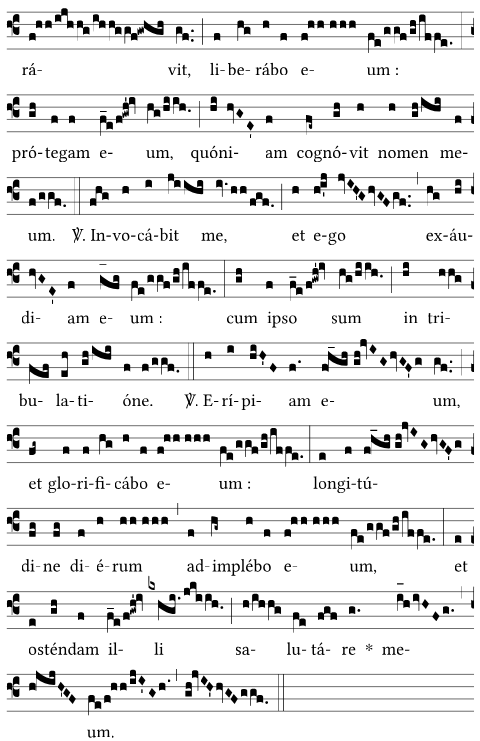 rá- vit, li- be- rábo e- um :
pró- tegam e- um, quóni- am cognó- vit nomen me-
um. ℣. In- vo- cá- bit me, et e- go ex- áu-
di- am e- um : cum ipso sum in tri-
bu- la- ti- óne. ℣. E- rí- pi- am e- um,
et glo- ri- fi- cábo e- um : longi- tú-
di- ne di- é- rum ad- implébo e- um, et
osténdam il- li sa- lu- tá- re * me-
um.